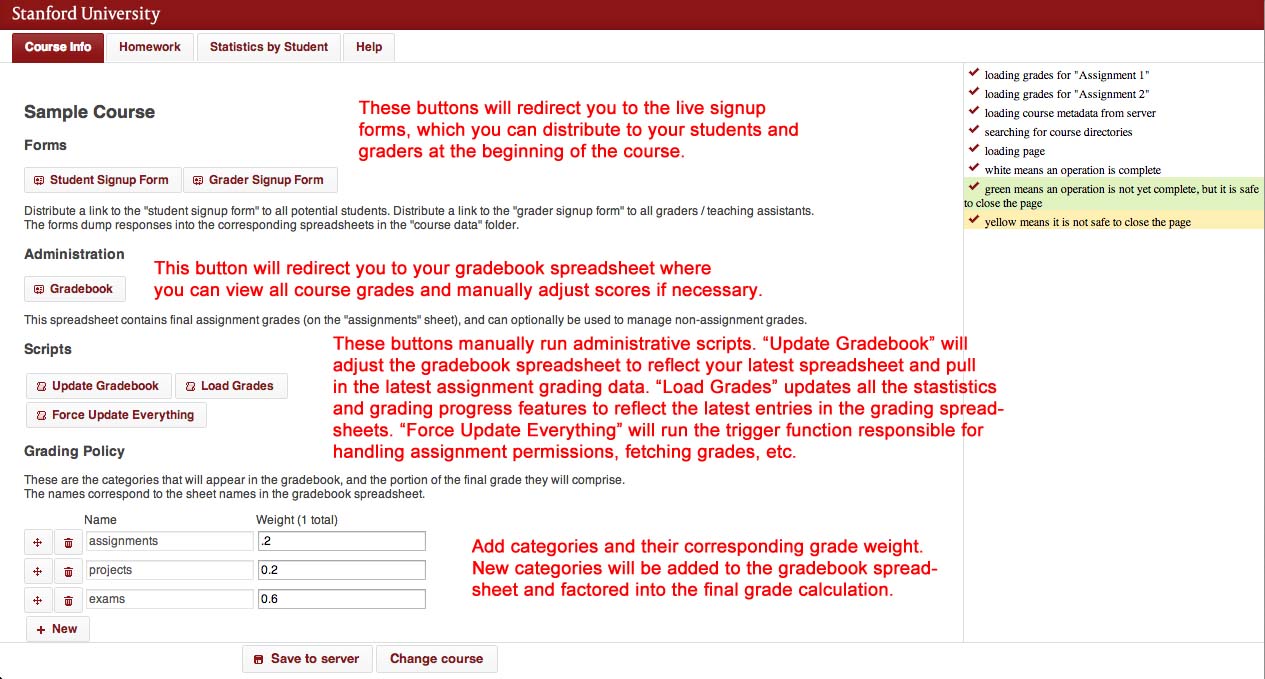 Stanford University
Course Info
Homework
Statistics by Student
Help
Sample Course
These buttons will redirect you to the live signup
forms, which you can distribute to your students and
graders at the beginning of the course.
Forms
Student Signup Form
Grader Signup Form
Distribute a link to the "student signup form" to all potential students. Distribute a link to the "grader signup form" to all graders / teaching assistants.
The forms dump responses into the corresponding spreadsheets in the "course data" folder.
Administration
Gradebook
This button will redirect you to your gradebook spreadsheet where
you can view all course grades and manually adjust scores if necessary.
This spreadsheet contains final assignment grades (on the "assignments" sheet), and can optionally be used to manage non-assignment grades.
Scripts
Update Gradebook
Load Grades
Force Update Everything
These buttons manually run administrative scripts. “Update Gradebook” will
adjust the gradebook spreadsheet to reflect your latest spreadsheet and pull
in the latest assignment grading data. “Load Grades” updates all the stastistics
and grading progress features to reflect the latest entries in the grading spread-
sheets. “Force Update Everything” will run the trigger function responsible for
handling assignment permissions, fetching grades, etc.
Grading Policy
These are the categories that will appear in the gradebook, and the portion of the final grade they will comprise.
The names correspond to the sheet names in the gradebook spreadsheet.
Name Weight (1 total)
assignments .2
projects 0.2
exams 0.6
New
Add categories and their corresponding grade weight.
New categories will be added to the gradebook spread-
sheet and factored into the final grade calculation.
Save to server
Change course
loading grades for "Assignment 1"
loading grades for "Assignment 2"
loading course metadata from server
searching for course directories
loading page
white means an operation is complete
green means an operation is not yet complete, but it is safe
to close the page
yellow means it is not safe to close the page